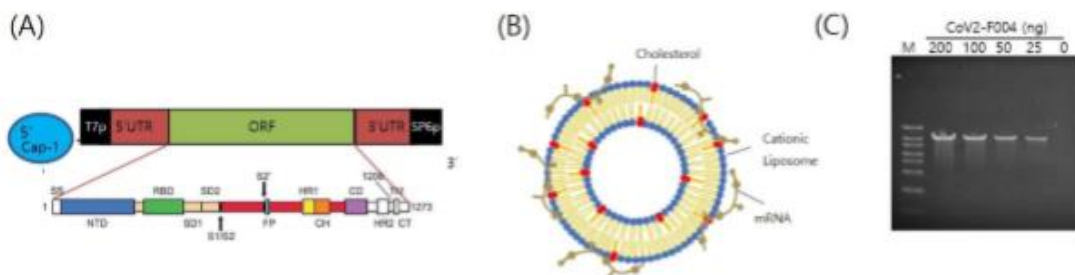 (A)
5'
Cap-1
T7p
5'UTR
ORF
3'UTR
SP6p
SS
RBD
SD2
S2'
HR1
CD
1208
TM
1
1273
NTD
SD1
S1/S2
FP
CH
HR2
CT
(B)
Cholesterol
Cationic
Liposome
mRNA
(C)
CoV2-F004 (ng)
M 200 100 50 25 0